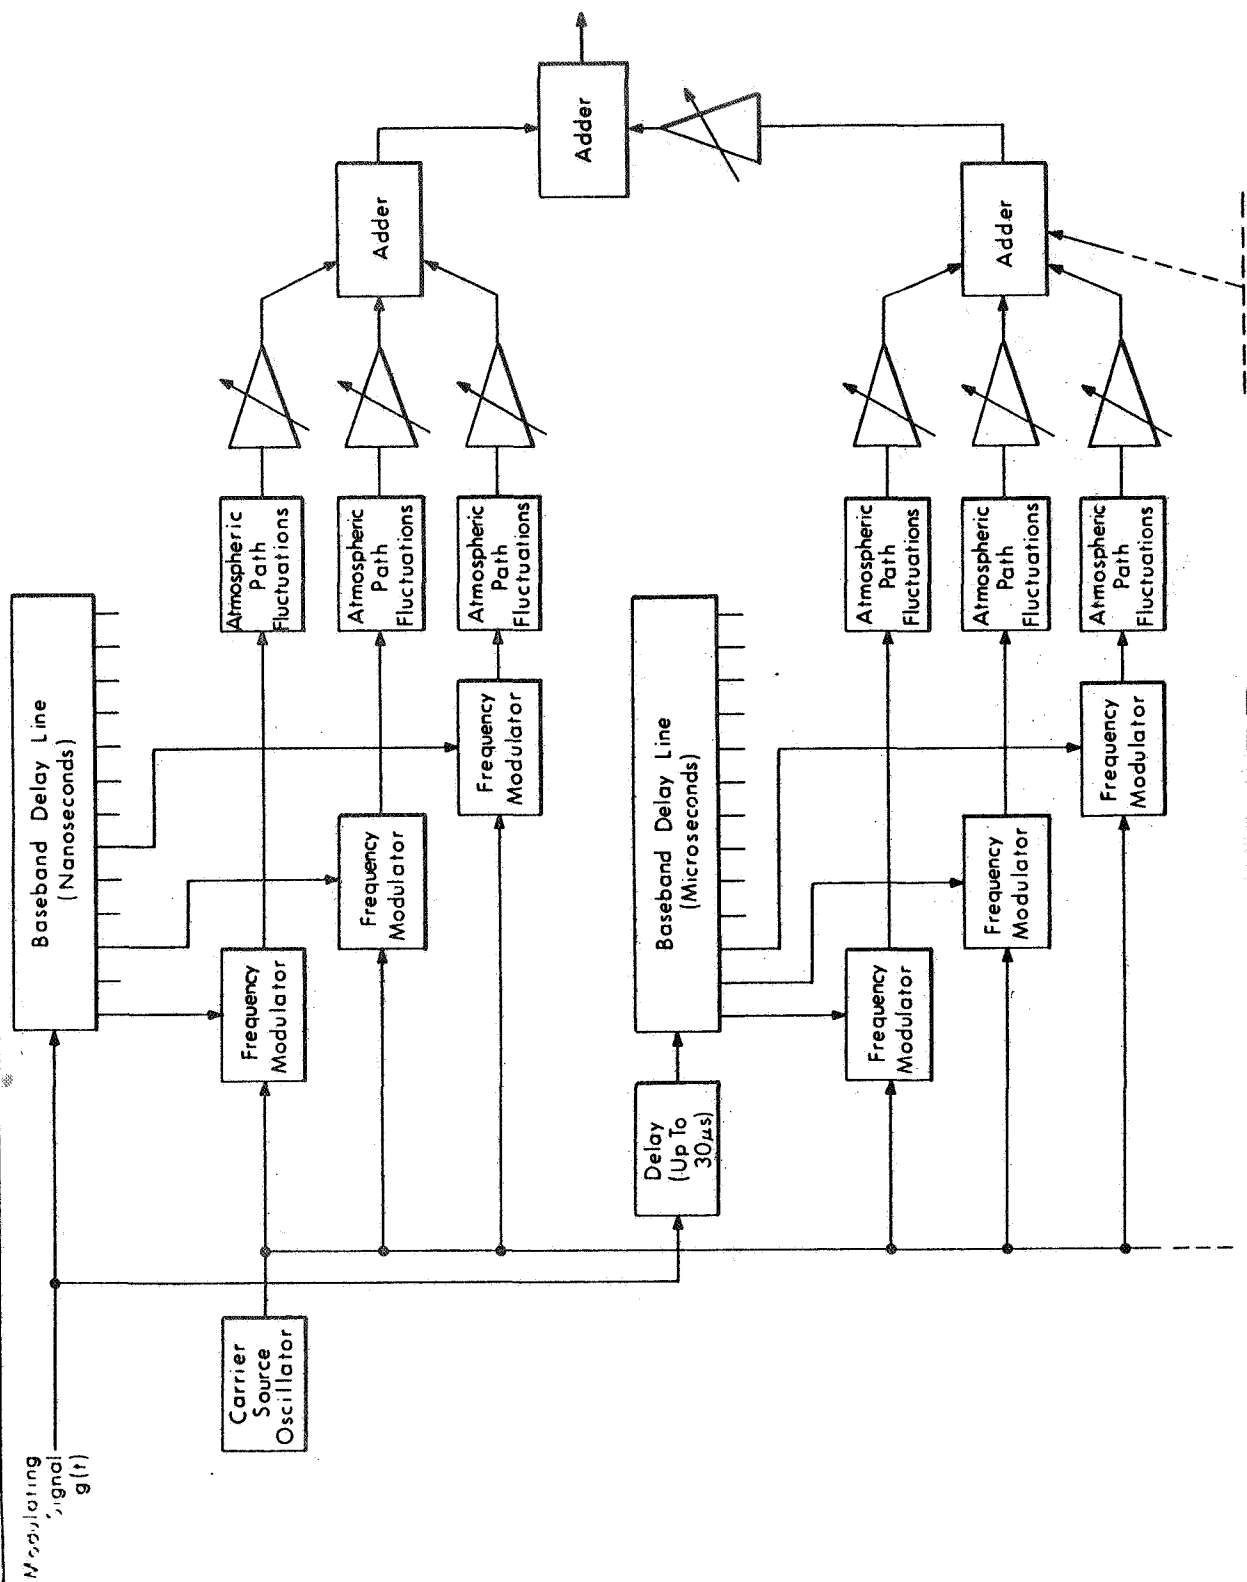 Modulating
Signal
g(t)
Baseband Delay Line
(Nanoseconds)
Carrier
Source
Oscillator
Frequency
Modulator
Frequency
Modulator
Frequency
Modulator
Atmospheric
Path
Fluctuations
Atmospheric
Path
Fluctuations
Atmospheric
Path
Fluctuations
Adder
Adder
Delay
(Up To
30μs)
Baseband Delay Line
(Microseconds)
Frequency
Modulator
Frequency
Modulator
Frequency
Modulator
Atmospheric
Path
Fluctuations
Atmospheric
Path
Fluctuations
Atmospheric
Path
Fluctuations
Adder